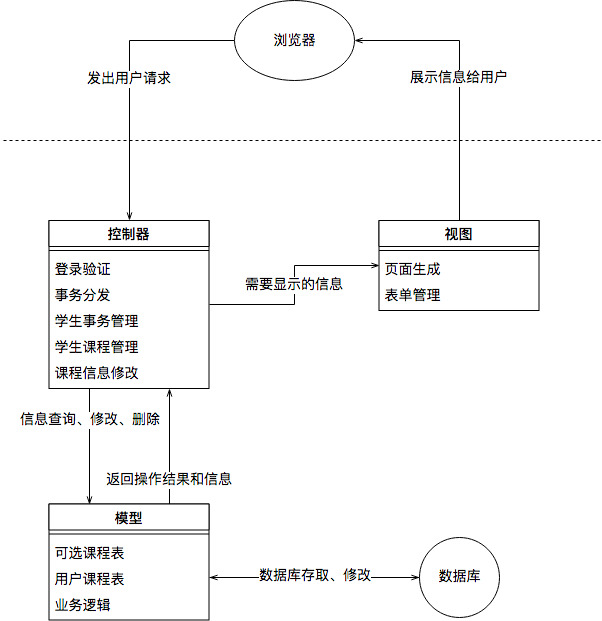 浏览器
发出用户请求
展示信息给用户
控制器
登录验证
事务分发
学生事务管理
学生课程管理
课程信息修改
需要显示的信息
视图
页面生成
表单管理
信息查询、修改、删除
返回操作结果和信息
模型
可选课程表
用户课程表
业务逻辑
数据库存取、修改
数据库